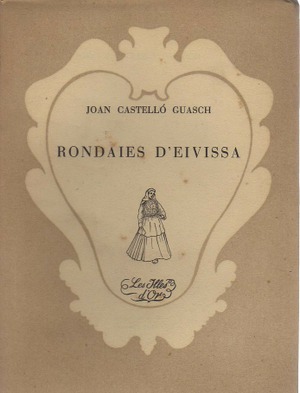 JOAN CASTELLÓ GUASCH
RONDAIES D'EIVISSA
Les Illes
d'Or